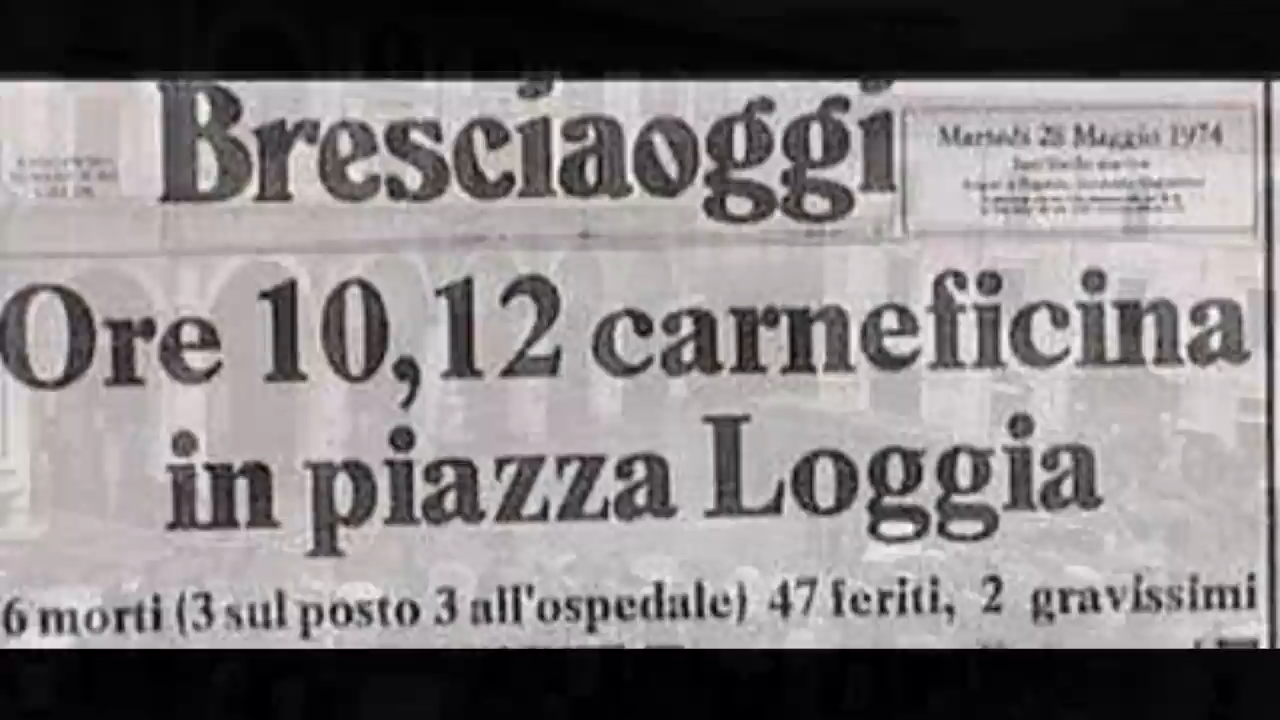 Bresciaoggi
Martedì 28 Maggio 1974
Ore 10,12 carneficina
in piazza Loggia
6 morti (3 sul posto 3 all'ospedale) 47 feriti, 2 gravissimi